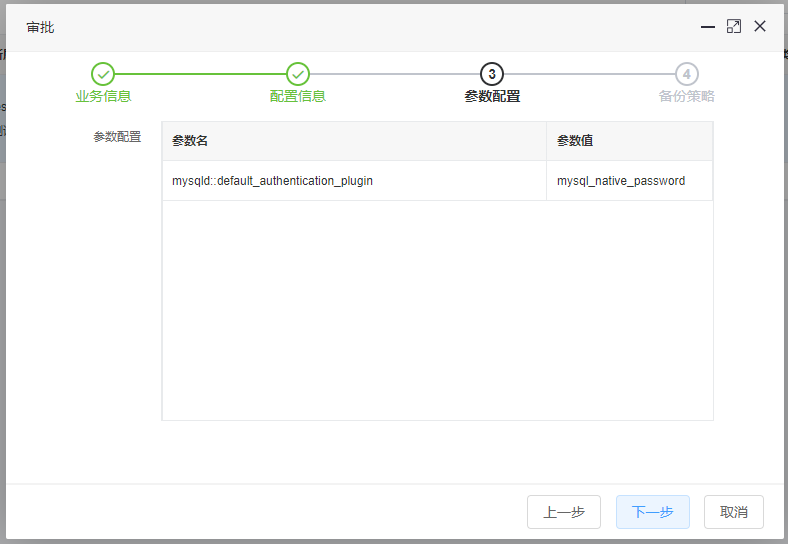 审批
3
4
业务信息
配置信息
参数配置
备份策略
参数配置
参数名
参数值
mysqld::default_authentication_plugin
mysql_native_password
上一步
下一步
取消